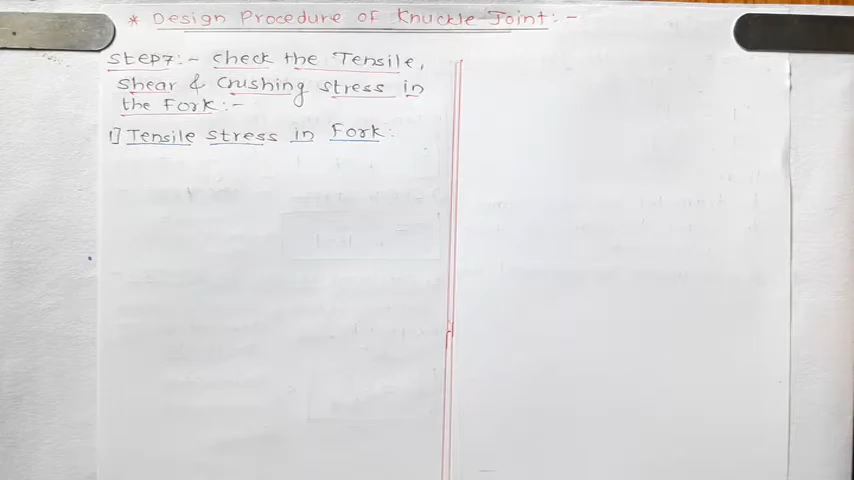 * Design Procedure of Knuckle Joint:-
Step7:- check the Tensile,
shear & Crushing stress in
the Fork:-
1] Tensile stress in Fork: